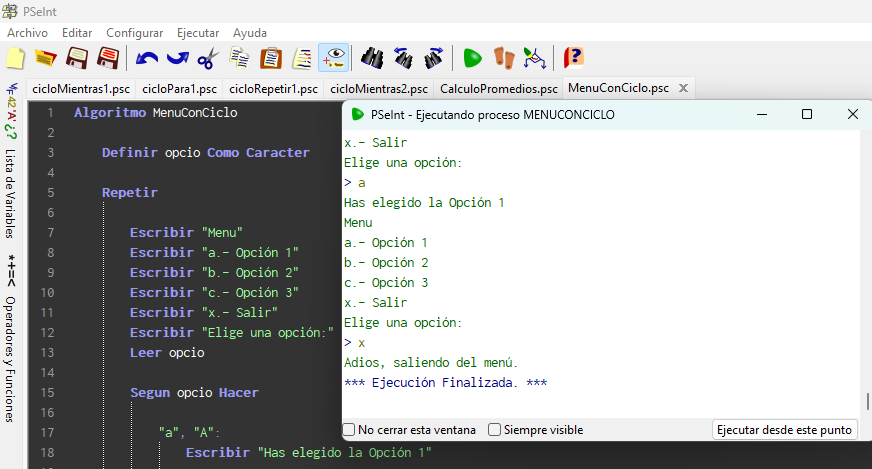 PSeInt
Archivo Editar Configurar Ejecutar Ayuda
cicloMientras1.psc cicloPara1.psc cicloRepetir1.psc cicloMientras2.psc CalculoPromedios.psc MenuConCiclo.psc
Lista de Variables
*+=< Operadores y Funciones
1 Algoritmo MenuConCiclo
2
3 Definir opcio Como Caracter
4
5 Repetir
6
7 Escribir "Menu"
8 Escribir "a.- Opción 1"
9 Escribir "b.- Opción 2"
10 Escribir "c.- Opción 3"
11 Escribir "x.- Salir"
12 Escribir "Elige una opción:"
13 Leer opcio
14
15 Segun opcio Hacer
16
17 "a", "A":
18 Escribir "Has elegido la Opción 1"
PSeInt - Ejecutando proceso MENUCONCICLO
x.- Salir
Elige una opción:
> a
Has elegido la Opción 1
Menu
a.- Opción 1
b.- Opción 2
c.- Opción 3
x.- Salir
Elige una opción:
> x
Adios, saliendo del menú.
*** Ejecución Finalizada. ***
No cerrar esta ventana Siempre visible Ejecutar desde este punto